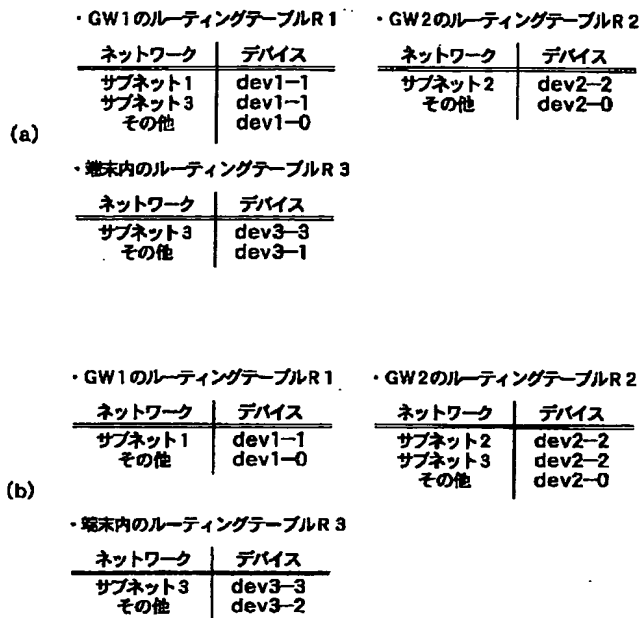 ・GW1のルーティングテーブルR1
ネットワーク デバイス
サブネット1 dev1-1
サブネット3 dev1-1
その他 dev1-0
・GW2のルーティングテーブルR2
ネットワーク デバイス
サブネット2 dev2-2
その他 dev2-0
(a)
・端末内のルーティングテーブルR3
ネットワーク デバイス
サブネット3 dev3-3
その他 dev3-1
・GW1のルーティングテーブルR1
ネットワーク デバイス
サブネット1 dev1-1
その他 dev1-0
・GW2のルーティングテーブルR2
ネットワーク デバイス
サブネット2 dev2-2
サブネット3 dev2-2
その他 dev2-0
(b)
・端末内のルーティングテーブルR3
ネットワーク デバイス
サブネット3 dev3-3
その他 dev3-2